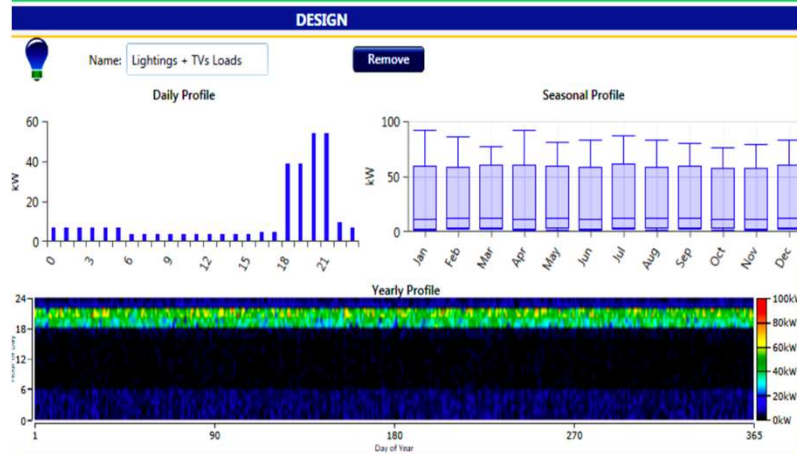 DESIGN
Name: Lightings + TVs Loads Remove
Daily Profile
60
40
20
0
kW
0 3 6 9 12 15 18 21
Seasonal Profile
100
50
0
kW
Jan Feb Mar Apr May Jun Jul Aug Sep Oct Nov Dec
Yearly Profile
24
18
12
6
0
1 90 180 270 365
Day of Year
100kW
80kW
60kW
40kW
20kW
0kW